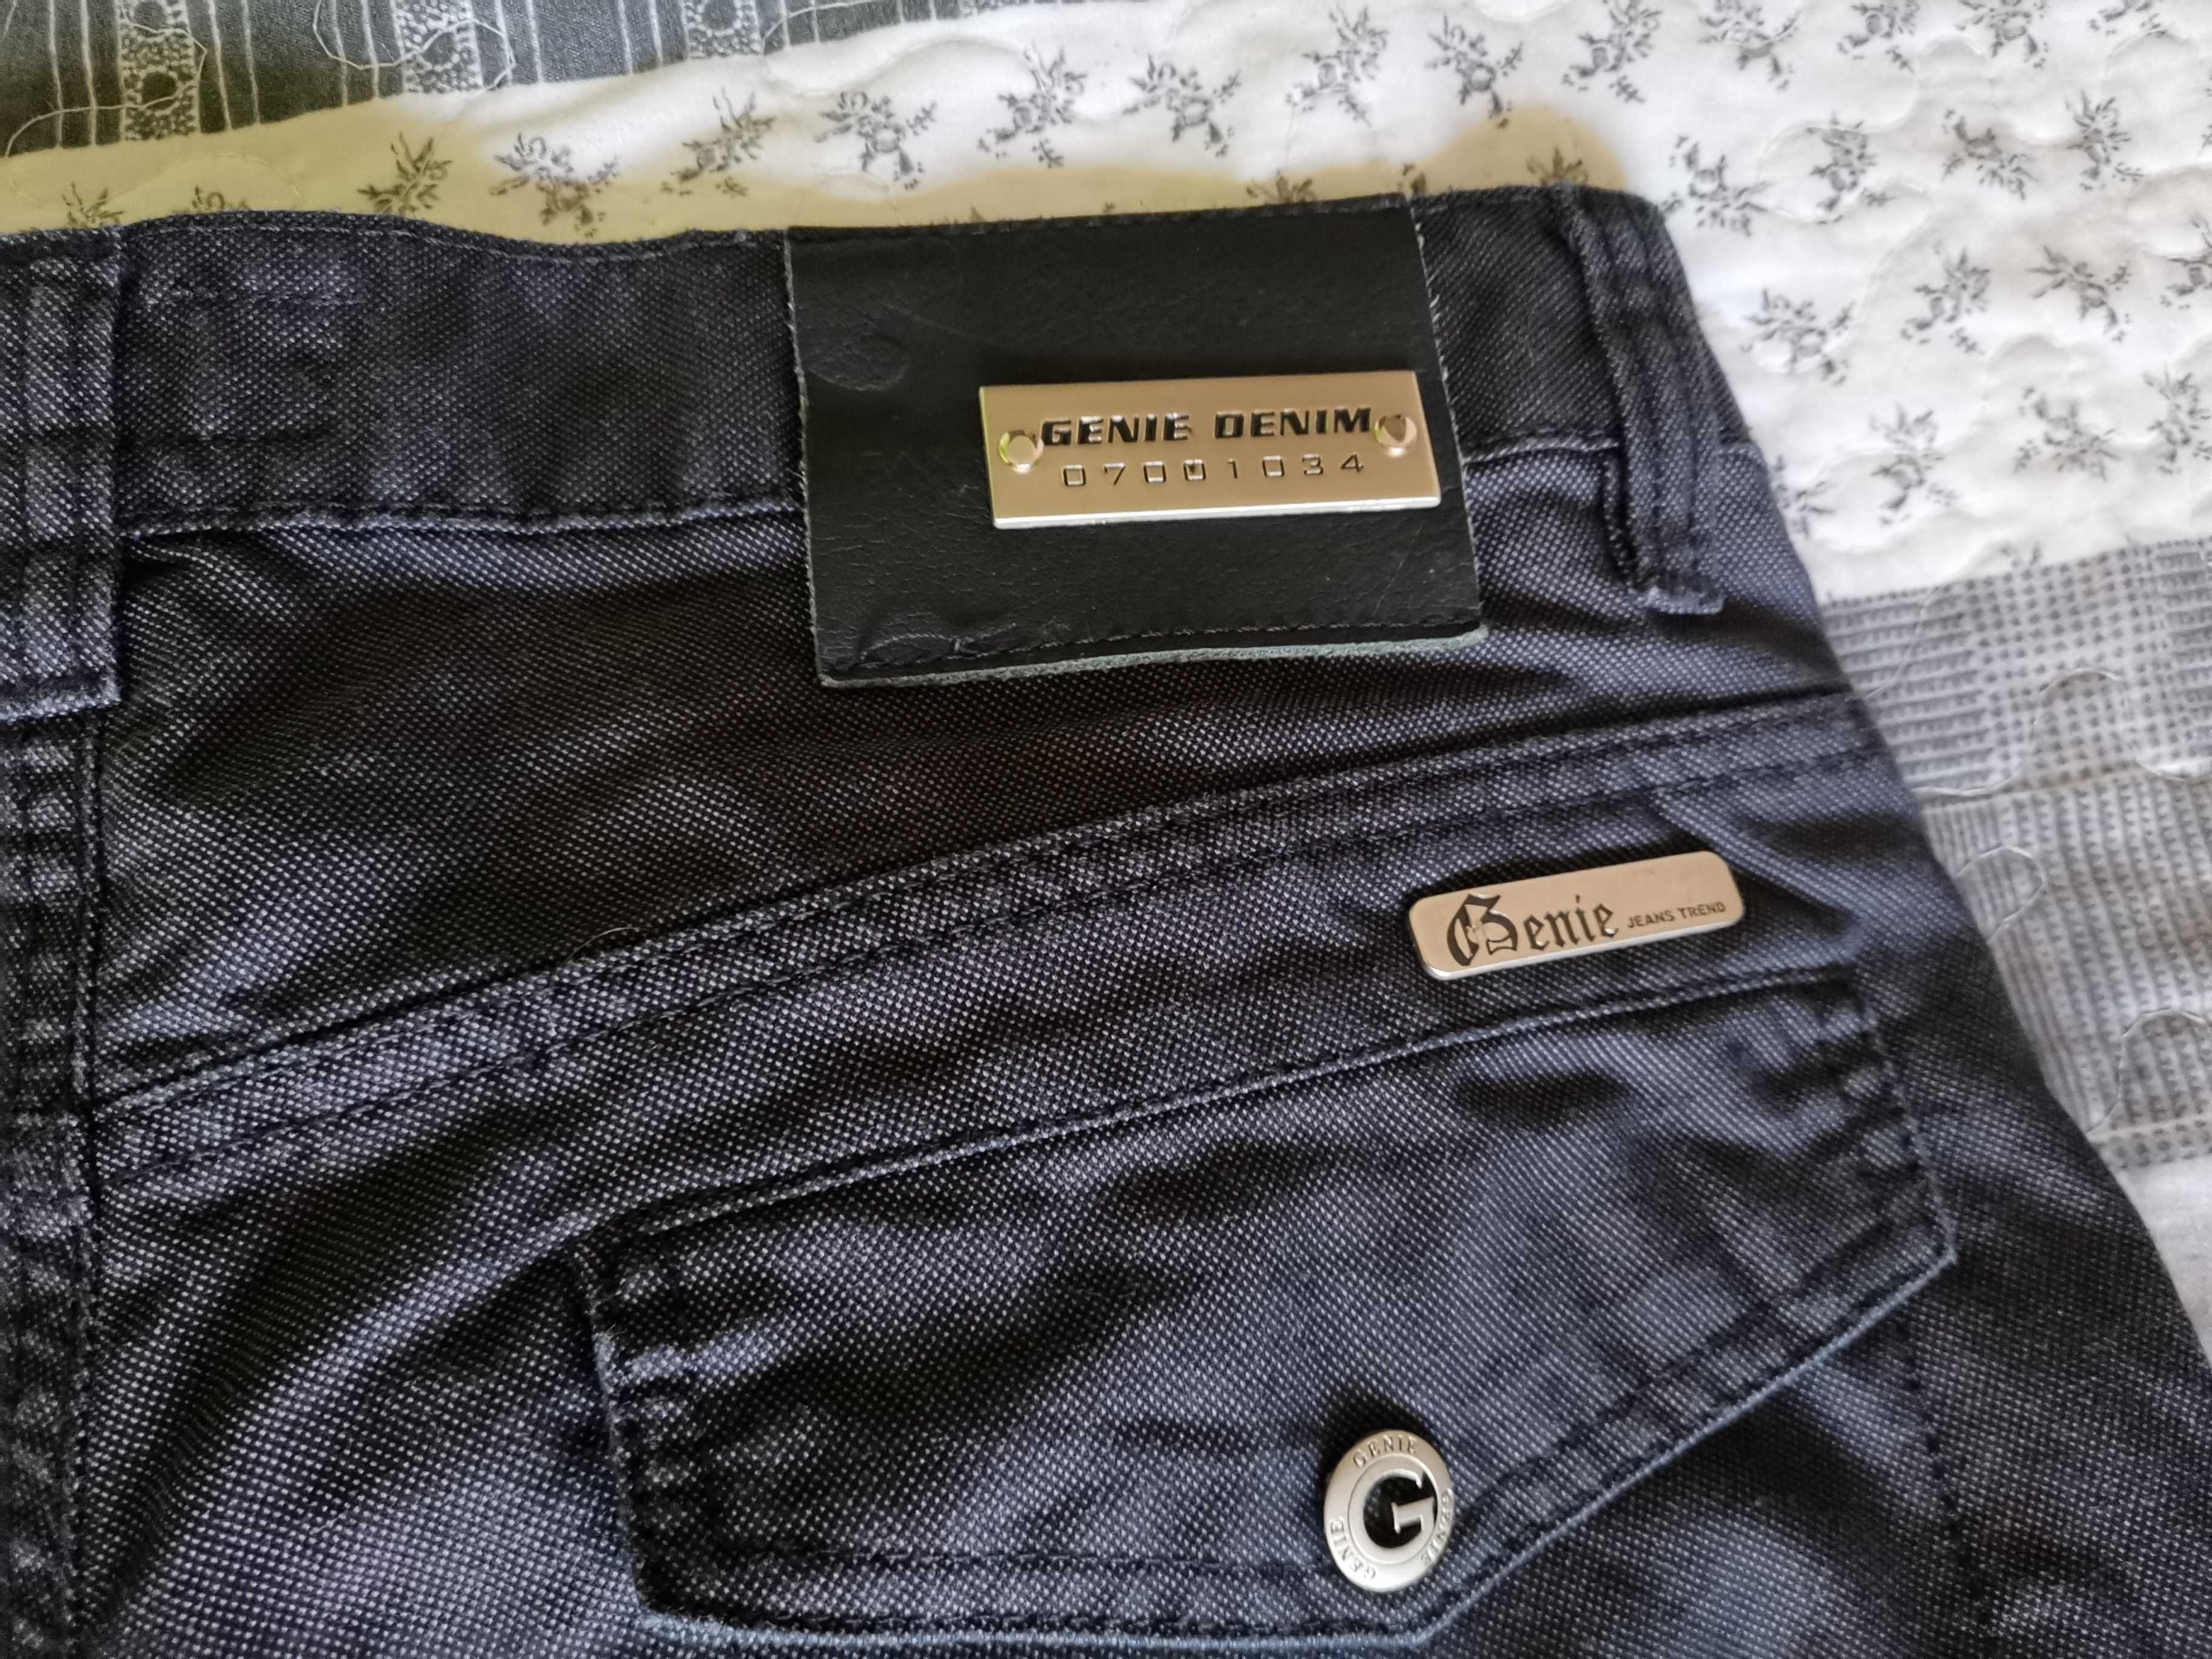 GENIE DENIM
07001034
Genie JEANS TREND
GENIE
G
GENIE
GENIE